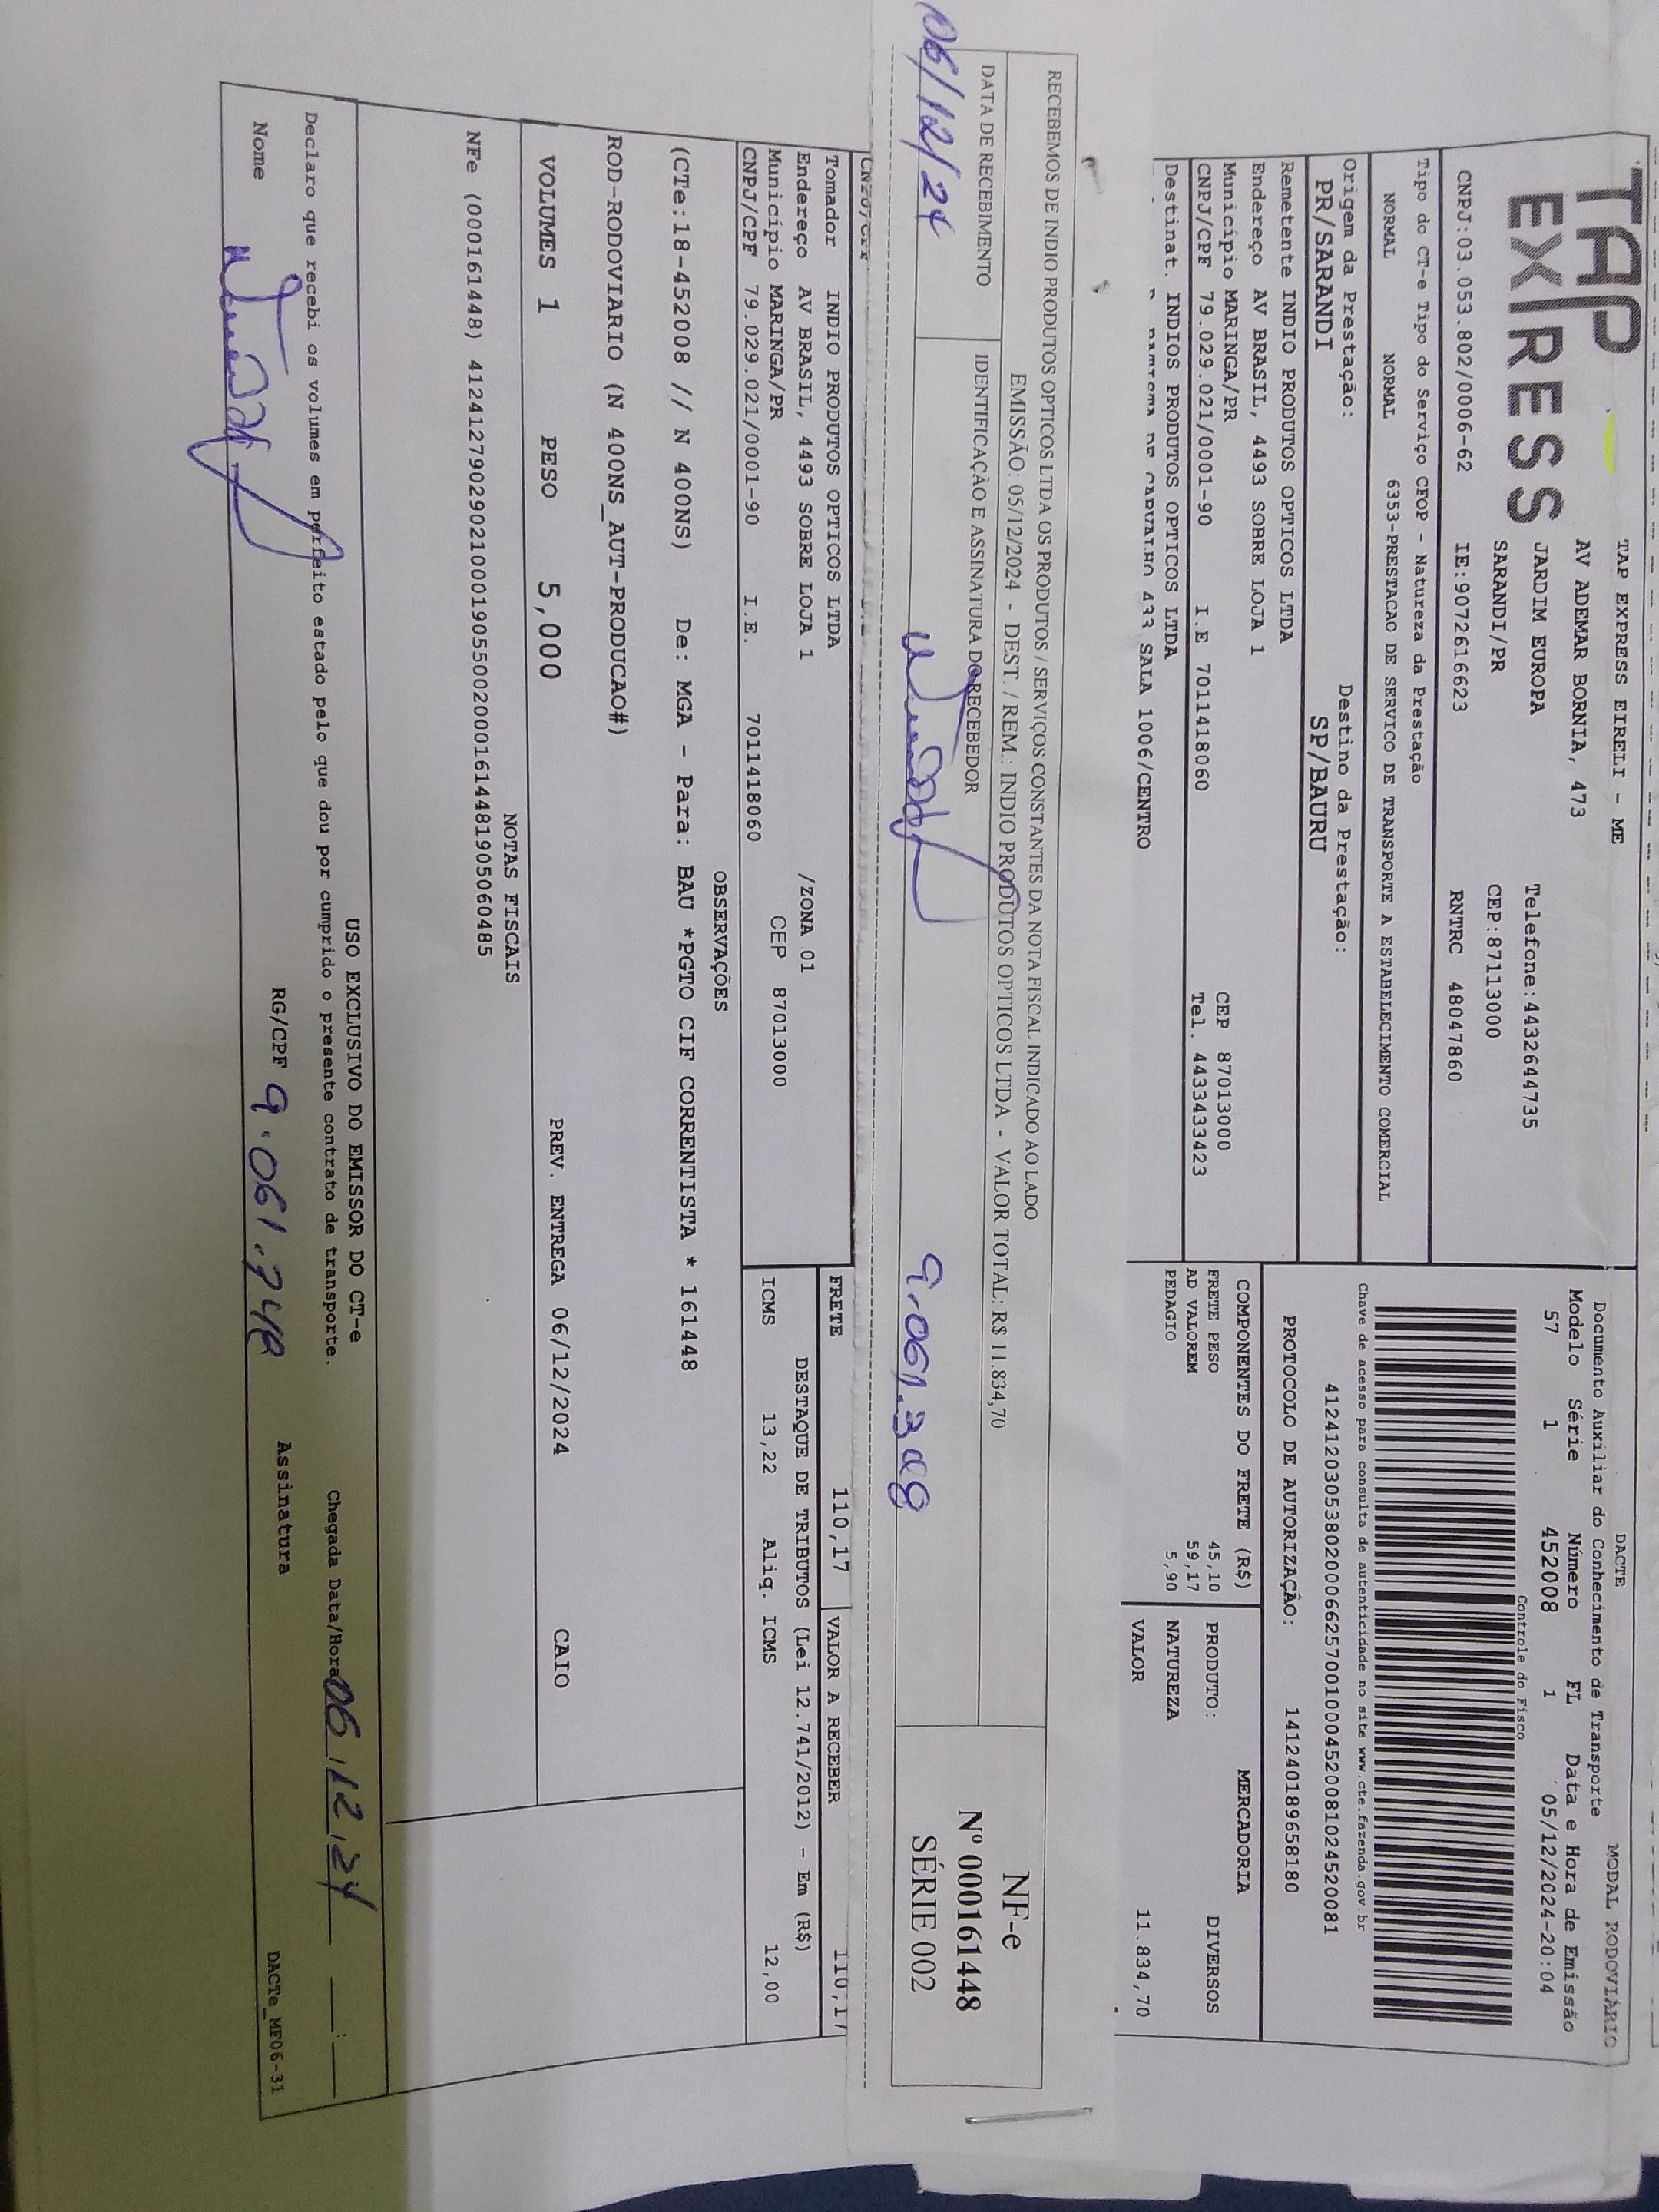 TAP
EXPRESS
TAP EXPRESS EIRELI - ME
AV ADEMAR BORNIA, 473
JARDIM EUROPA Telefone:4432644735
SARANDI/PR CEP:87113000
CNPJ:03.053.802/0006-62 IE:9072616623 RNTRC 48047860
DACTE MODAL RODOVIÁRIO
Documento Auxiliar do Conhecimento de Transporte
Modelo Série Número FL Data e Hora de Emissão
57 1 452008 1 05/12/2024-20:04
Controle do Fisco
Chave de acesso para consulta de autenticidade no site www.cte.fazenda.gov.br
41241203053802000662570010004520081024520081
PROTOCOLO DE AUTORIZAÇÃO: 141240189658180
Tipo do CT-e Tipo do Serviço CFOP - Natureza da Prestação
NORMAL NORMAL 6353-PRESTACAO DE SERVICO DE TRANSPORTE A ESTABELECIMENTO COMERCIAL
Origem da Prestação: Destino da Prestação:
PR/SARANDI SP/BAURU
Remetente INDIO PRODUTOS OPTICOS LTDA
Endereço AV BRASIL, 4493 SOBRE LOJA 1
Município MARINGA/PR CEP 87013000
CNPJ/CPF 79.029.021/0001-90 I.E 7011418060 Tel. 4433433423
Destinat. INDIOS PRODUTOS OPTICOS LTDA
433 SALA 1006/CENTRO
COMPONENTES DO FRETE (R$) MERCADORIA
FRETE PESO 45,10 PRODUTO: DIVERSOS
AD VALOREM 59,17
PEDAGIO 5,90 NATUREZA
VALOR 11.834,70
RECEBEMOS DE INDIO PRODUTOS OPTICOS LTDA OS PRODUTOS / SERVIÇOS CONSTANTES DA NOTA FISCAL INDICADO AO LADO
EMISSÃO: 05/12/2024 - DEST. / REM.: INDIO PRODUTOS OPTICOS LTDA - VALOR TOTAL: R$ 11.834,70
DATA DE RECEBIMENTO IDENTIFICAÇÃO E ASSINATURA DO RECEBEDOR
06/12/24
NF-e
Nº 000161448
SÉRIE 002
CNPJ/CPF
Tomador INDIO PRODUTOS OPTICOS LTDA
Endereço AV BRASIL, 4493 SOBRE LOJA 1 /ZONA 01
Município MARINGA/PR CEP 87013000
CNPJ/CPF 79.029.021/0001-90 I.E. 7011418060
FRETE 110,17 VALOR A RECEBER 110,17
DESTAQUE DE TRIBUTOS (Lei 12.741/2012) - Em (R$)
ICMS 13,22 Aliq. ICMS 12,00
OBSERVAÇÕES
(CTe:18-452008 // N 400NS) De: MGA - Para: BAU *PGTO CIF CORRENTISTA * 161448
ROD-RODOVIARIO (N 400NS_AUT-PRODUCAO#)
VOLUMES 1 PESO 5,000 PREV. ENTREGA 06/12/2024 CAIO
NOTAS FISCAIS
NFe (000161448) 41241279029021000190550020001614481905060485
USO EXCLUSIVO DO EMISSOR DO CT-e
Declaro que recebi os volumes em perfeito estado pelo que dou por cumprido o presente contrato de transporte. Chegada Data/Hora 06/12/24 __:__
Nome RG/CPF Assinatura DACTe_MF06-31